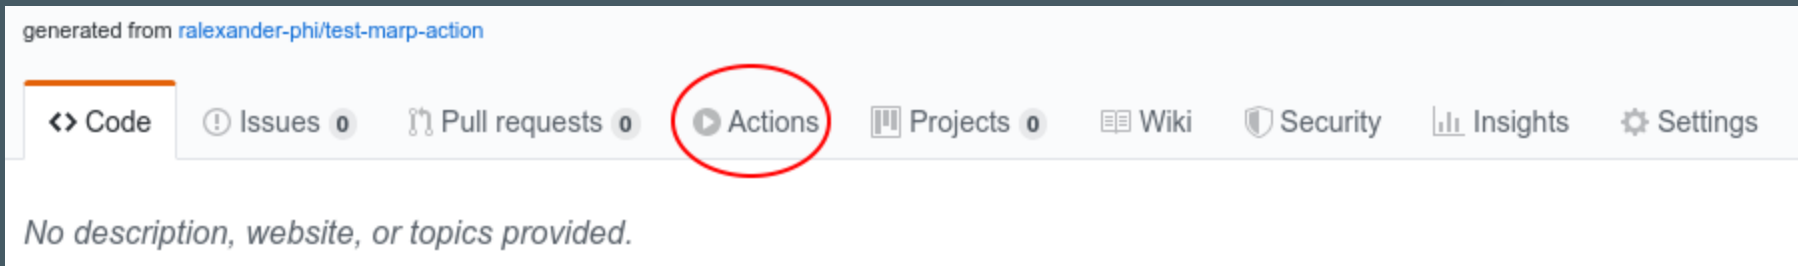 generated from ralexander-phi/test-marp-action
Code Issues 0 Pull requests 0 Actions Projects 0 Wiki Security Insights Settings
No description, website, or topics provided.